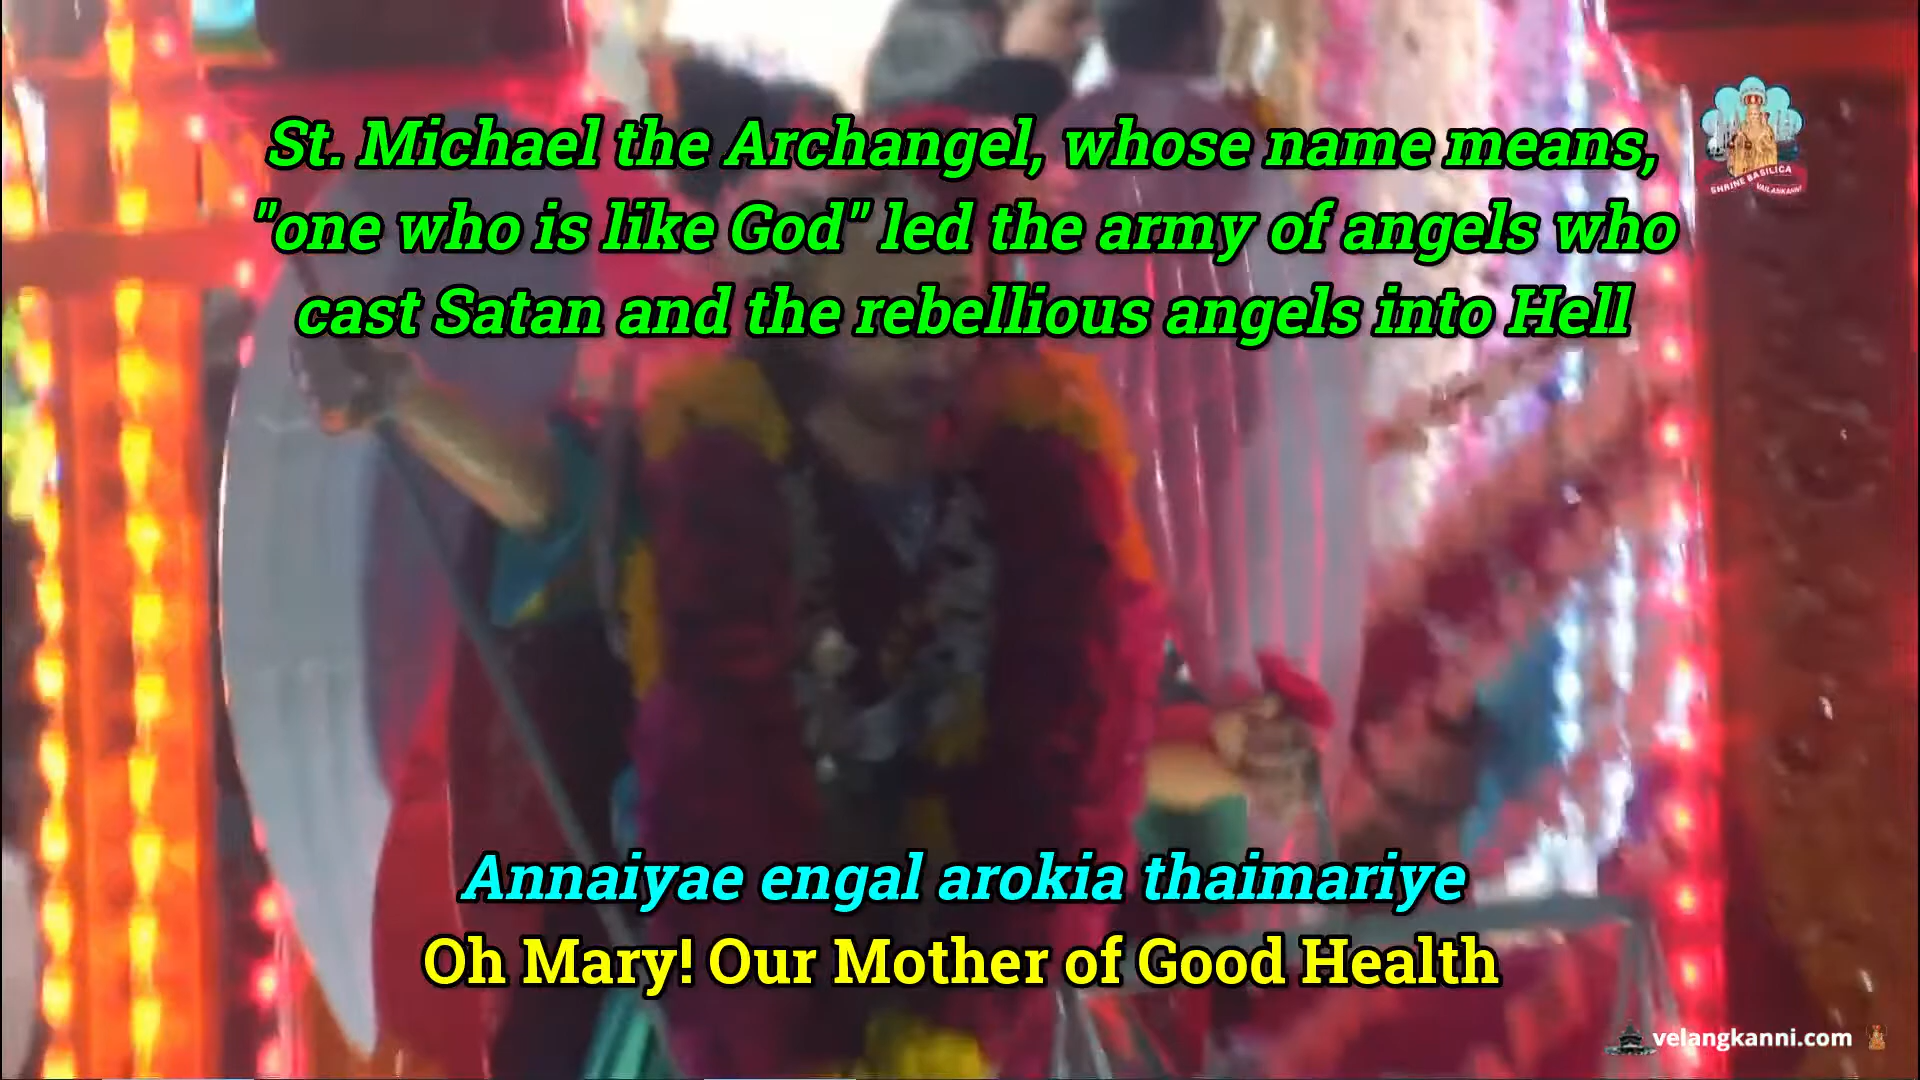 St. Michael the Archangel, whose name means,
"one who is like God" led the army of angels who
cast Satan and the rebellious angels into Hell
SHRINE BASILICA
VAILANKANNI
Annaiyae engal arokia thaimariye
Oh Mary! Our Mother of Good Health
velangkanni.com